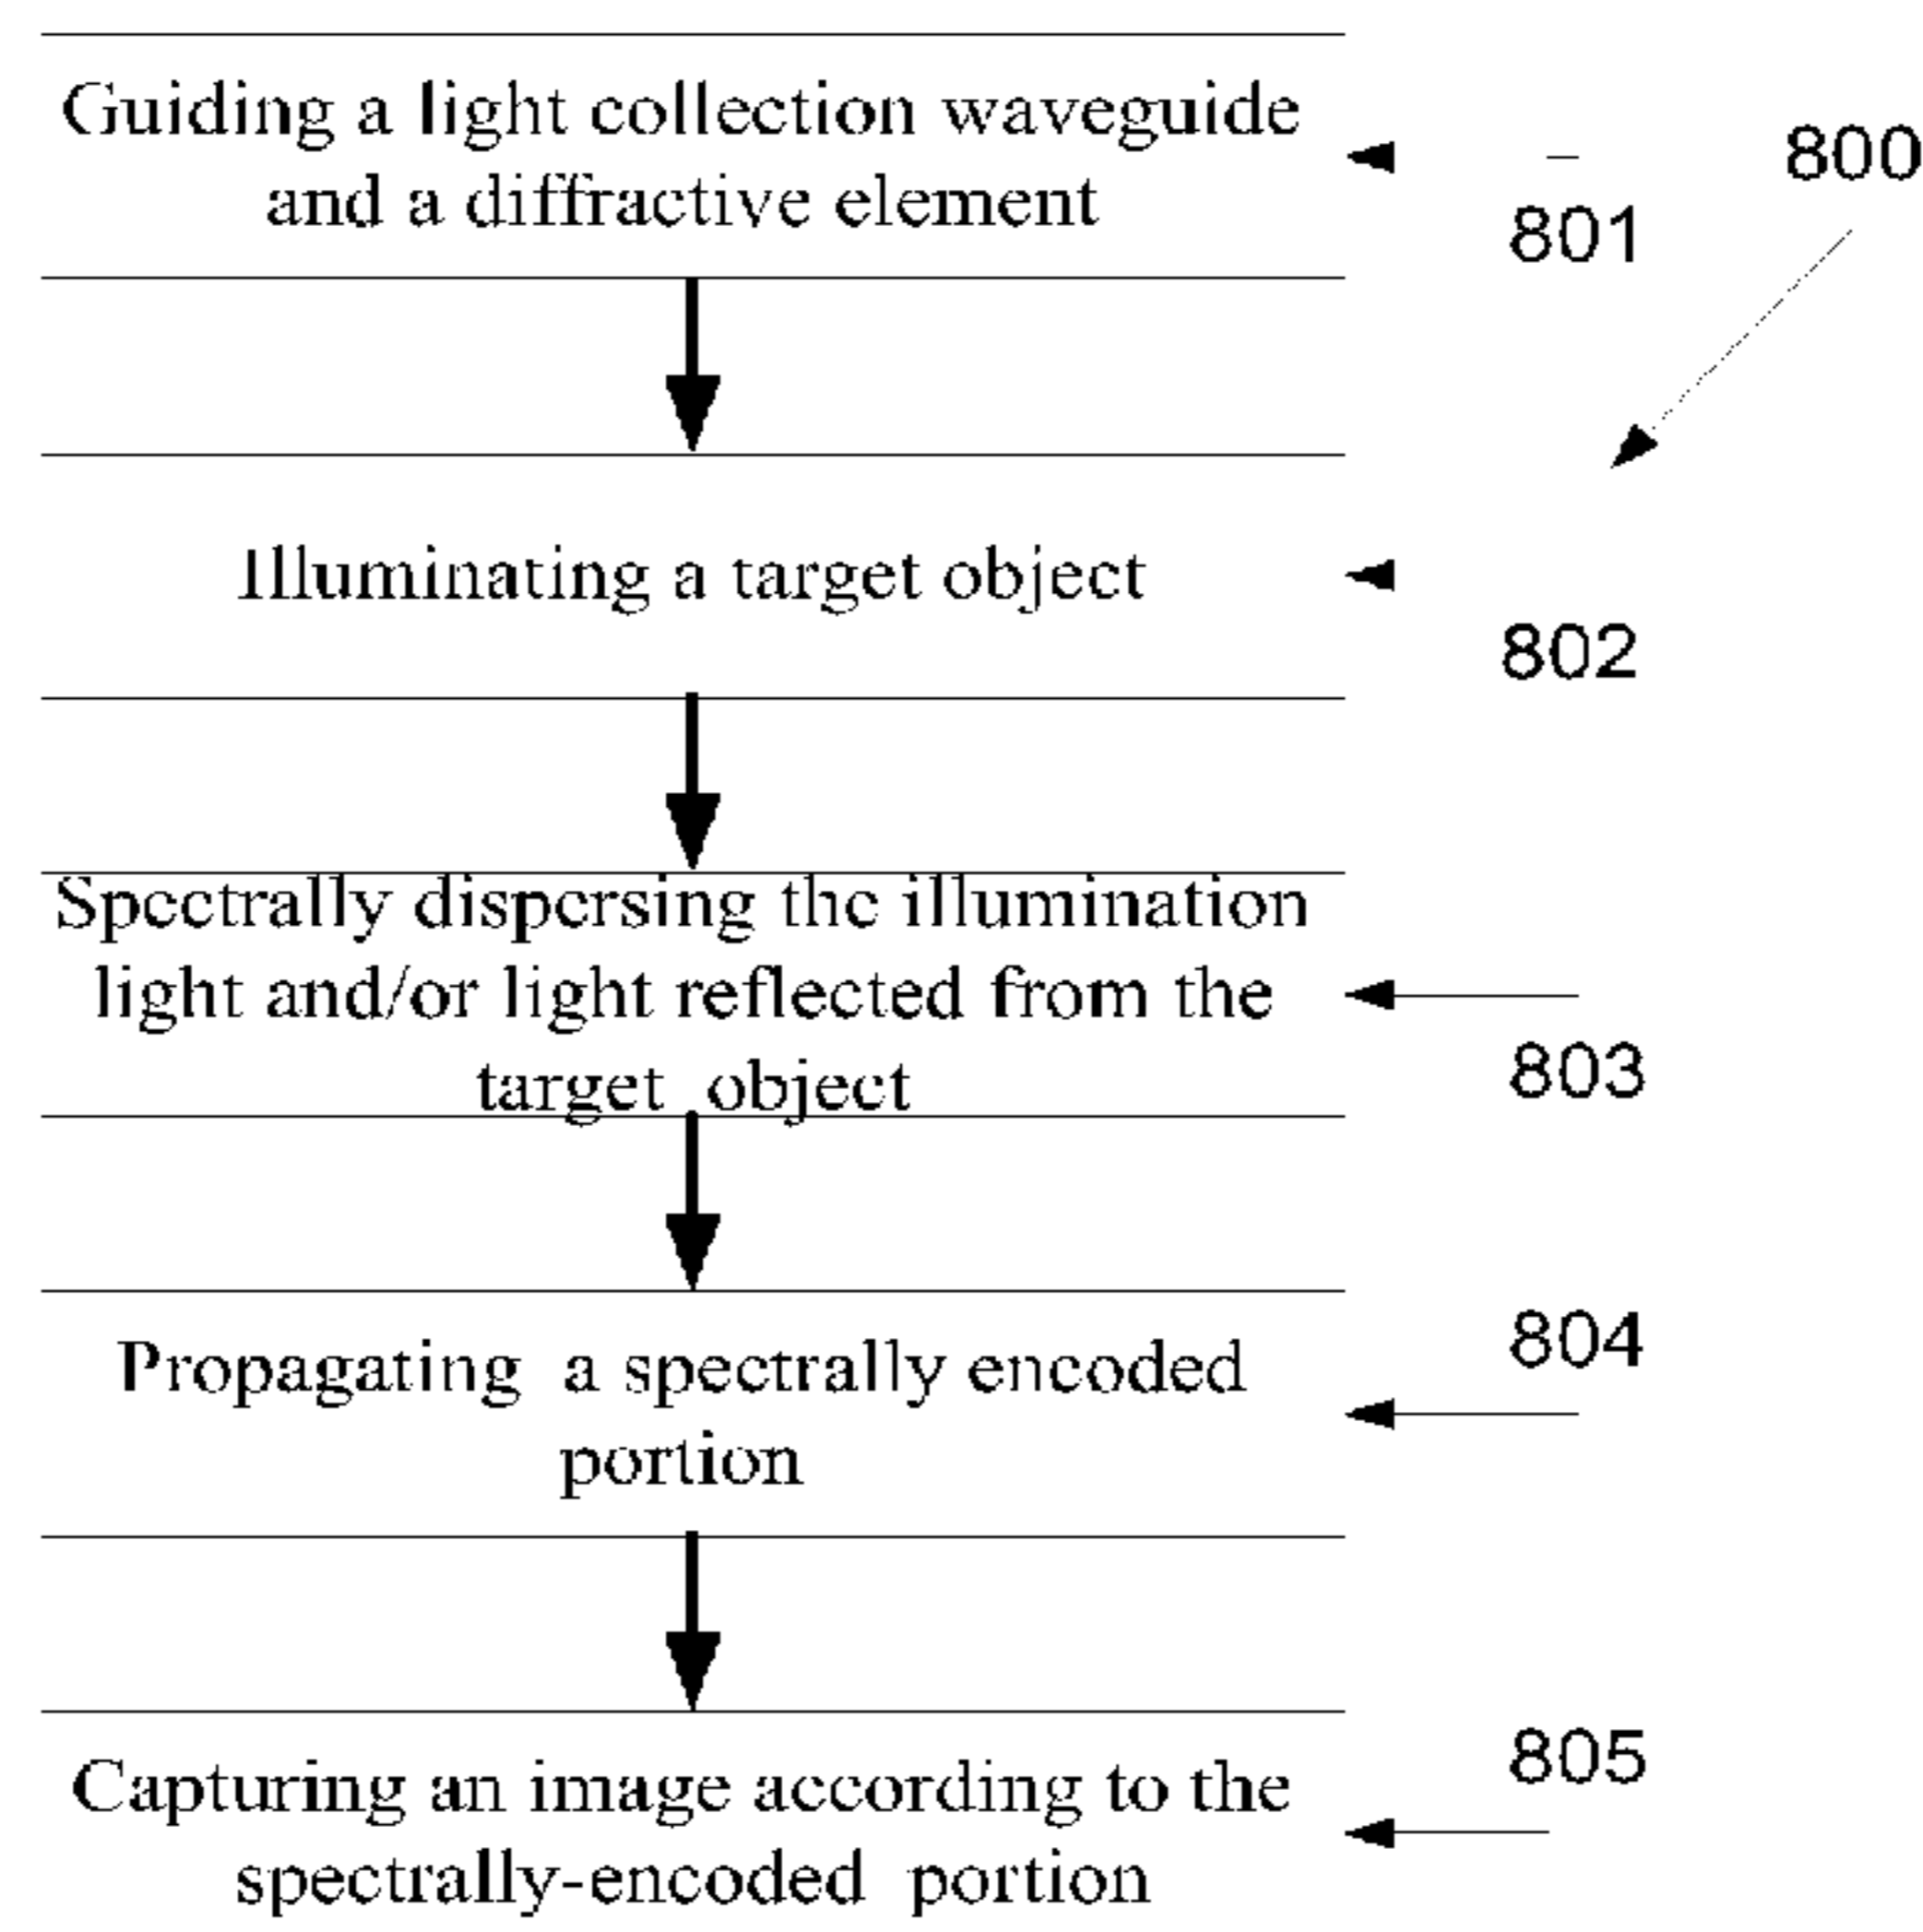 Guiding a light collection waveguide
and a diffractive element
800
801
Illuminating a target object
802
Spectrally dispersing the illumination
light and/or light reflected from the
target object
803
804
Propagating a spectrally encoded
portion
805
Capturing an image according to the
spectrally-encoded portion